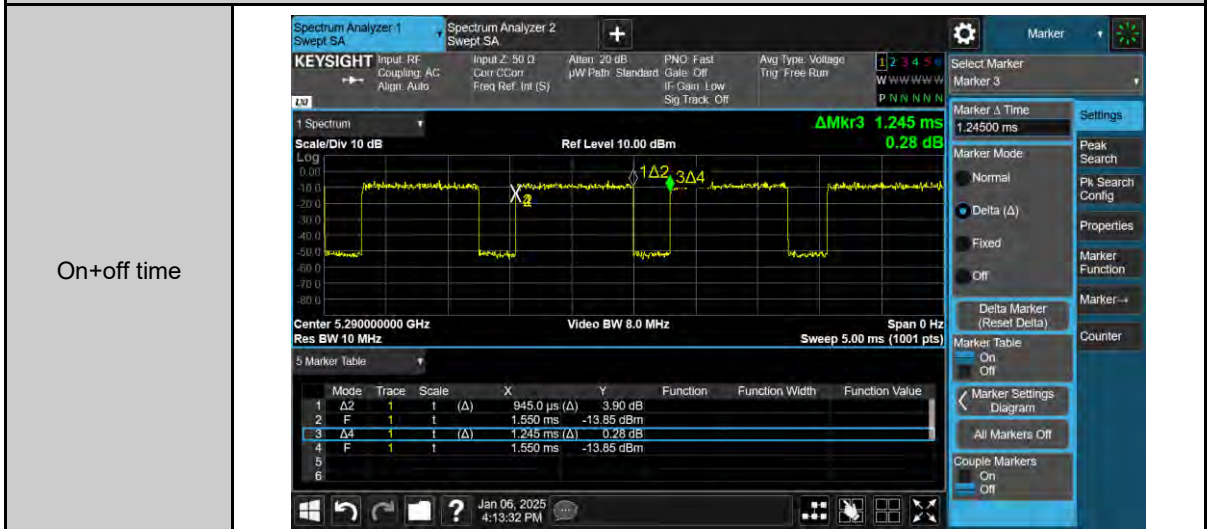 On+off time
Spectrum Analyzer 1
Swept SA
Spectrum Analyzer 2
Swept SA
+
Marker
KEYSIGHT
Input: RF
Coupling: AC
Align: Auto
Input Z: 50 Ω
Corr CCorr
Freq Ref: Int (S)
Atten: 20 dB
µW Path: Standard
PNO: Fast
Gate: Off
IF Gain: Low
Sig Track: Off
Avg Type: Voltage
Trig: Free Run
1 2 3 4 5 6
W W W W W W
P N N N N N
LXI
Select Marker
Marker 3
1 Spectrum
ΔMkr3 1.245 ms
Scale/Div 10 dB
Ref Level 10.00 dBm
0.28 dB
Log
0.00
-10.0
-20.0
-30.0
-40.0
-50.0
-60.0
-70.0
-80.0
1Δ2
3Δ4
Center 5.290000000 GHz
Video BW 8.0 MHz
Span 0 Hz
Res BW 10 MHz
Sweep 5.00 ms (1001 pts)
5 Marker Table
Mode Trace Scale X Y Function Function Width Function Value
1 Δ2 1 t (Δ) 945.0 µs (Δ) 3.90 dB
2 F 1 t 1.550 ms -13.85 dBm
3 Δ4 1 t (Δ) 1.245 ms (Δ) 0.28 dB
4 F 1 t 1.550 ms -13.85 dBm
5
6
Marker Δ Time
1.24500 ms
Marker Mode
Normal
Delta (Δ)
Fixed
Off
Delta Marker
(Reset Delta)
Marker Table
On
Off
Marker Settings
Diagram
All Markers Off
Couple Markers
On
Off
Settings
Peak
Search
Pk Search
Config
Properties
Marker
Function
Marker→
Counter
?
Jan 06, 2025
4:13:32 PM